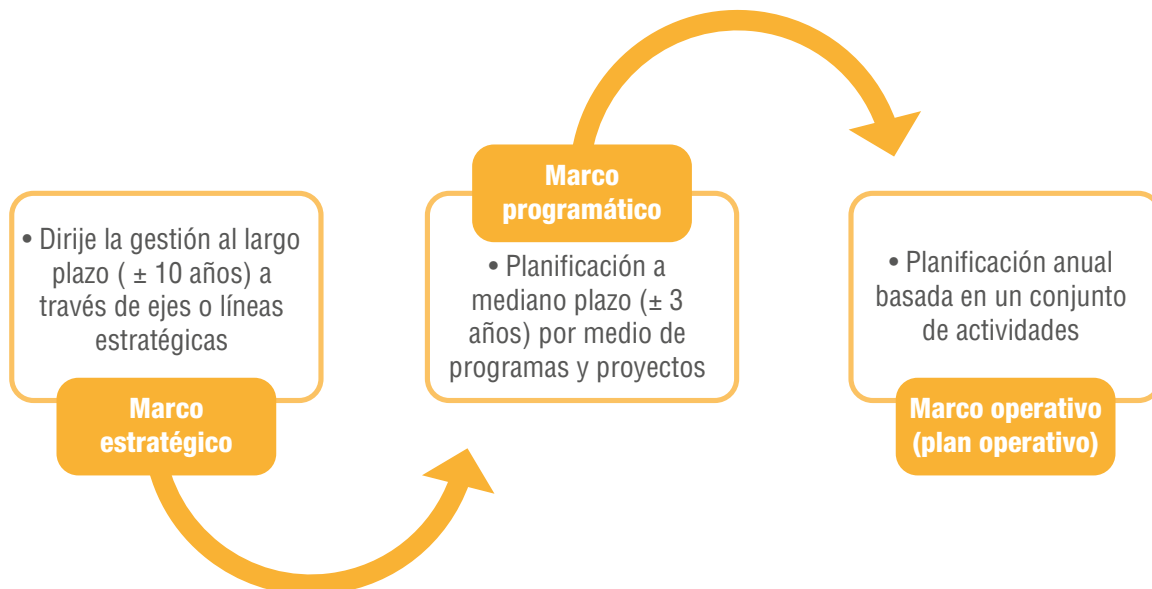 • Dirije la gestión al largo
plazo ( ± 10 años) a
través de ejes o líneas
estratégicas
Marco
estratégico
Marco
programático
• Planificación a
mediano plazo (± 3
años) por medio de
programas y proyectos
• Planificación anual
basada en un conjunto
de actividades
Marco operativo
(plan operativo)